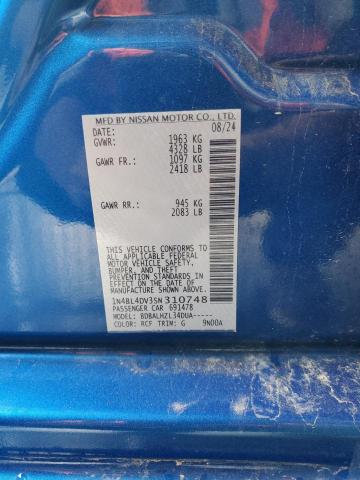 MFD BY NISSAN MOTOR CO., LTD.
DATE: 08/24
GVWR: 1963 KG
4328 LB
GAWR FR: 1097 KG
2418 LB
GAWR RR: 945 KG
2083 LB
THIS VEHICLE CONFORMS TO
ALL APPLICABLE FEDERAL
MOTOR VEHICLE SAFETY,
BUMPER, AND THEFT
PREVENTION STANDARDS IN
EFFECT ON THE DATE OF
MANUFACTURE SHOWN ABOVE.
1N4BL4DV3SN310748
PASSENGER CAR 691478
MODEL: BDBALHZL34DUA-----
COLOR: RCF TRIM: G 9N00A